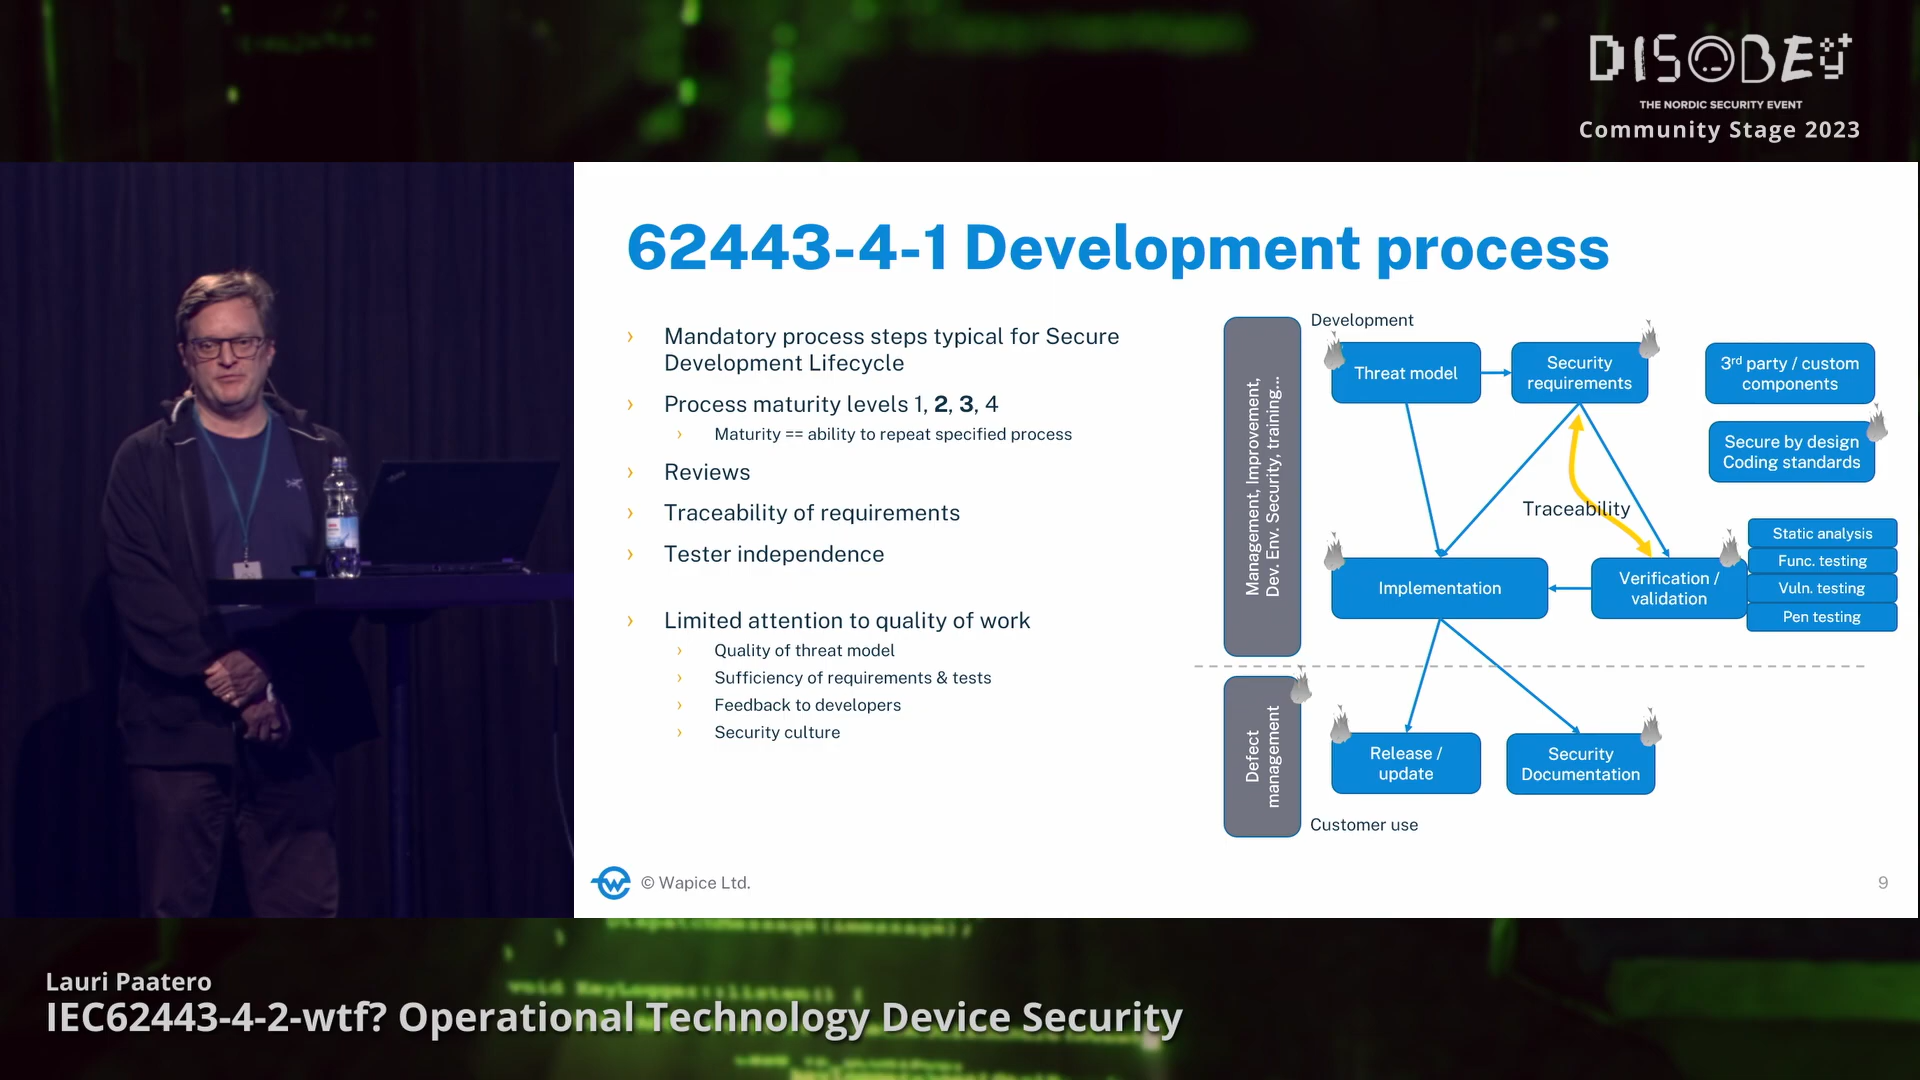 DISOBEY
THE NORDIC SECURITY EVENT
Community Stage 2023
62443-4-1 Development process
› Mandatory process steps typical for Secure
Development Lifecycle
› Process maturity levels 1, 2, 3, 4
› Maturity == ability to repeat specified process
› Reviews
› Traceability of requirements
› Tester independence
› Limited attention to quality of work
› Quality of threat model
› Sufficiency of requirements & tests
› Feedback to developers
› Security culture
Development
Management, Improvement,
Dev. Env. Security, training...
Threat model
Security
requirements
3rd party / custom
components
Secure by design
Coding standards
Traceability
Implementation
Verification /
validation
Static analysis
Func. testing
Vuln. testing
Pen testing
Defect
management
Release /
update
Security
Documentation
Customer use
© Wapice Ltd.
9
void KeyLogger::listen() {
Lauri Paatero
IEC62443-4-2-wtf? Operational Technology Device Security